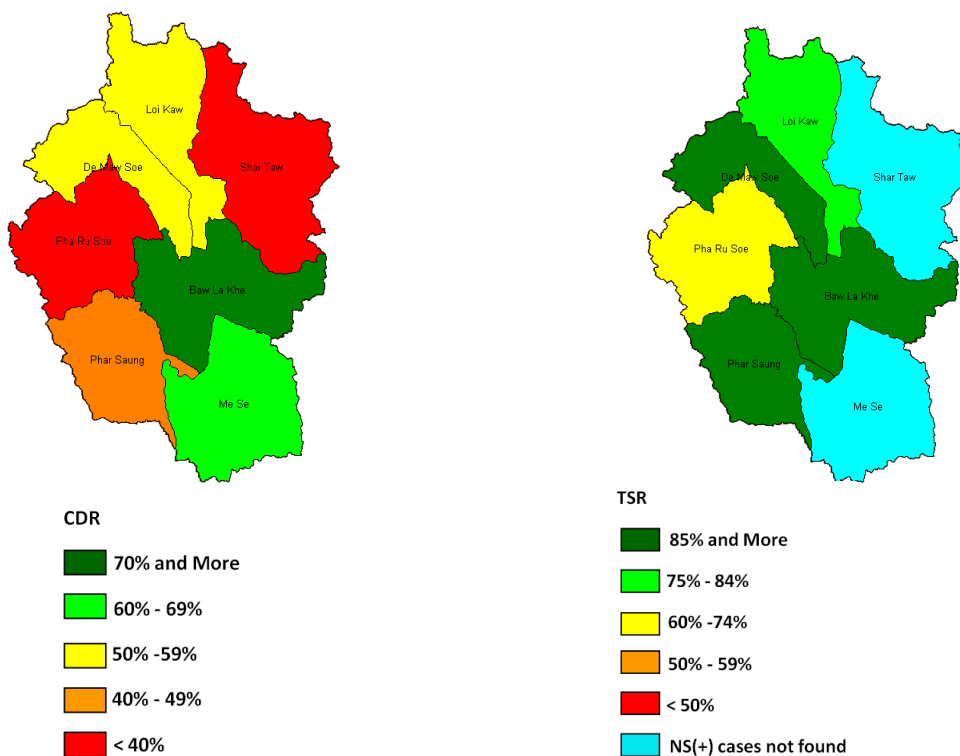 Loi Kaw
De Maw Soe
Shar Taw
Pha Ru Soe
Baw La Khe
Phar Saung
Me Se
CDR
70% and More
60% - 69%
50% -59%
40% - 49%
< 40%
Loi Kaw
De Maw Soe
Shar Taw
Pha Ru Soe
Baw La Khe
Phar Saung
Me Se
TSR
85% and More
75% - 84%
60% -74%
50% - 59%
< 50%
NS(+) cases not found